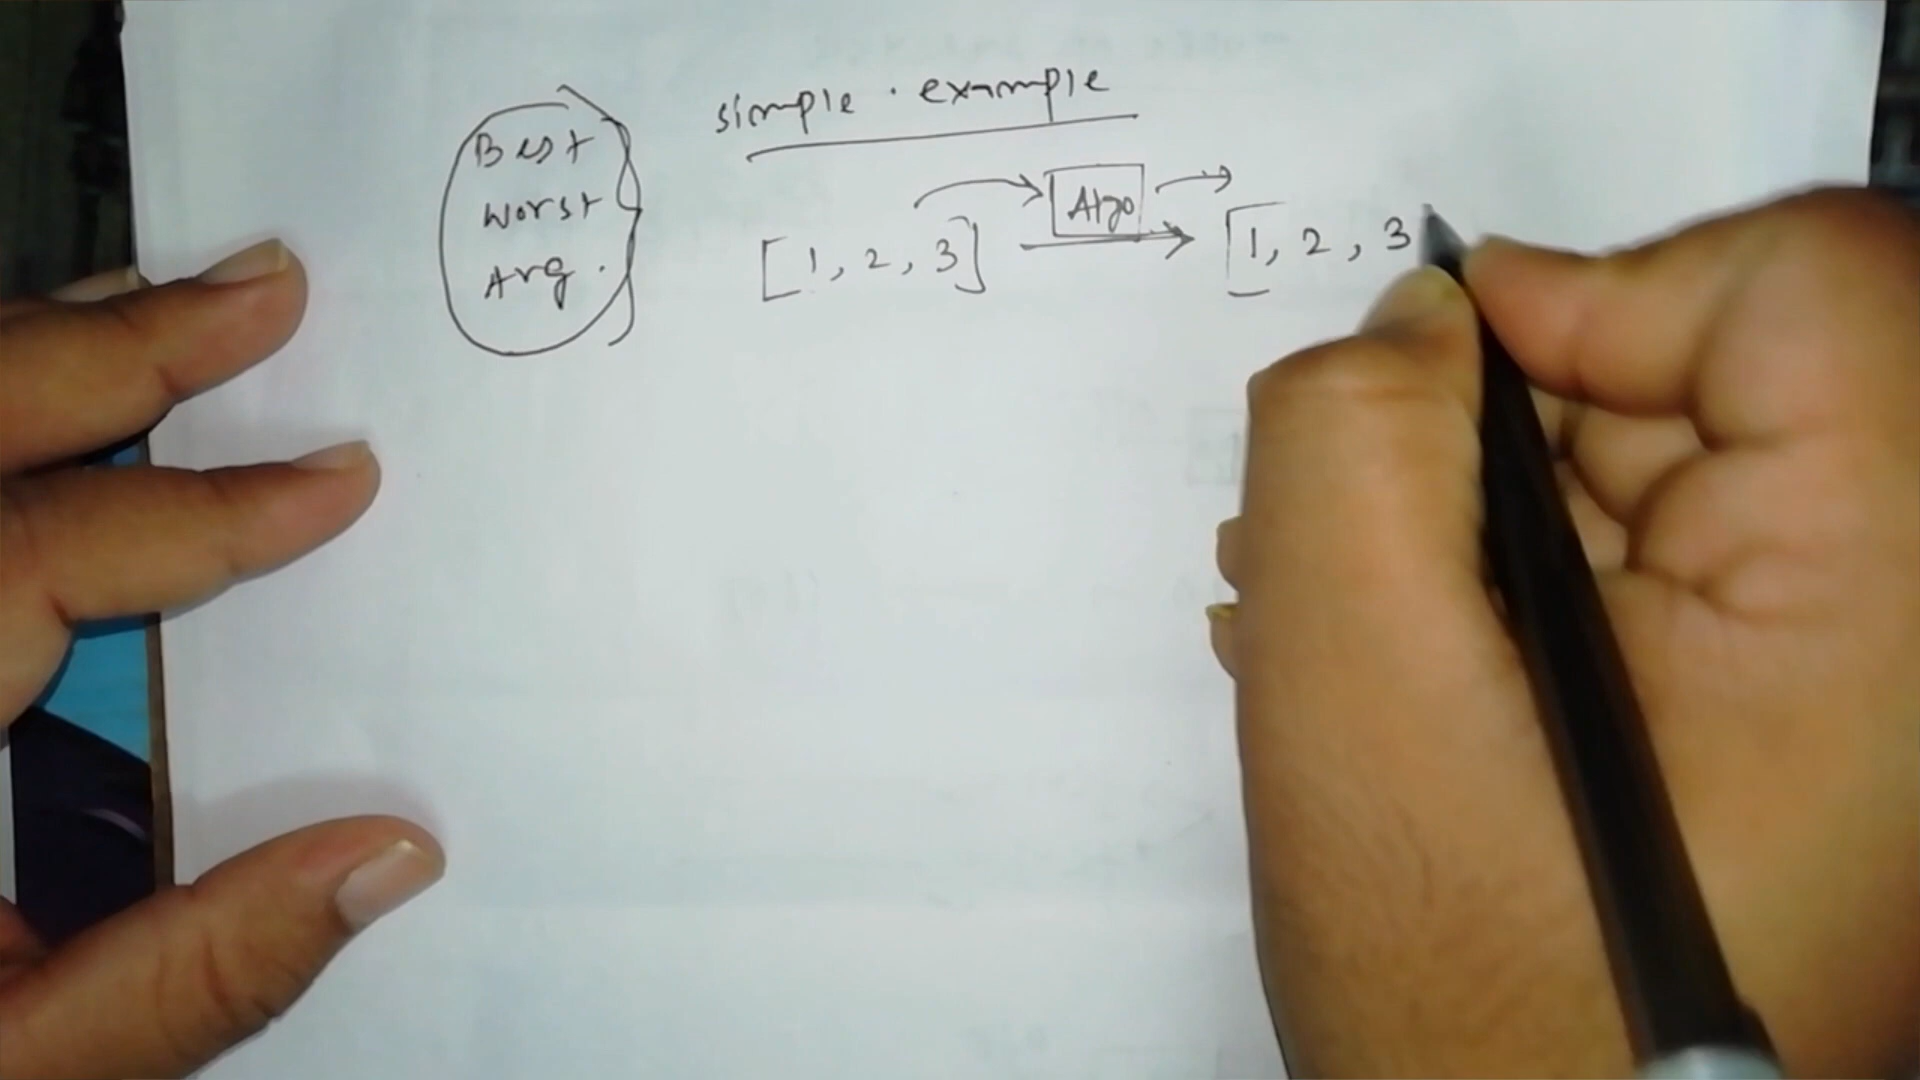 simple . example
Best
worst
Avg .
[1, 2, 3]
Algo
[1, 2, 3